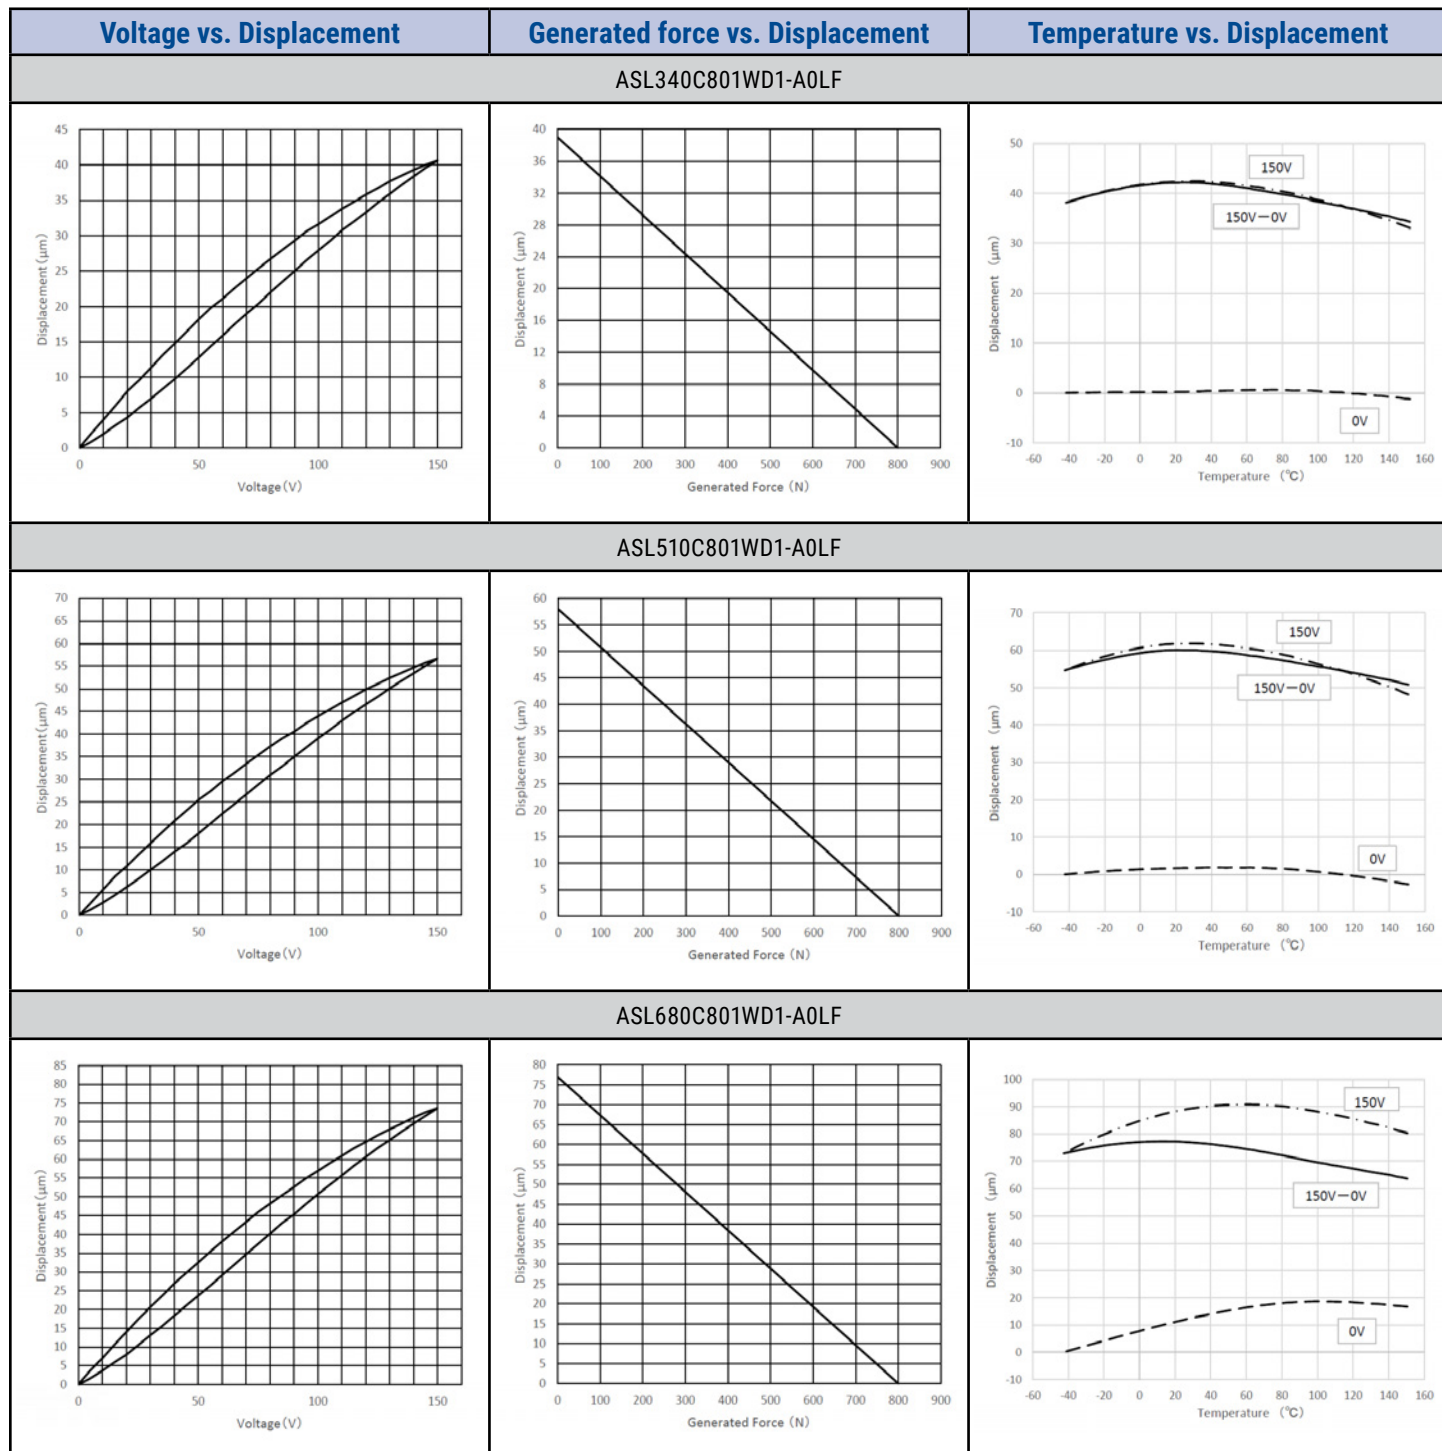 Voltage vs. Displacement
Generated force vs. Displacement
Temperature vs. Displacement
ASL340C801WD1-A0LF
45
40
35
30
25
20
15
10
5
0
Displacement (μm)
0 50 100 150
Voltage(V)
40
36
32
28
24
20
16
12
8
4
0
Displacement (μm)
0 100 200 300 400 500 600 700 800 900
Generated Force (N)
50
40
30
20
10
0
-10
Displacement (μm)
150V
150V－0V
0V
-60 -40 -20 0 20 40 60 80 100 120 140 160
Temperature (℃)
ASL510C801WD1-A0LF
70
65
60
55
50
45
40
35
30
25
20
15
10
5
0
Displacement(μm)
0 50 100 150
Voltage(V)
60
55
50
45
40
35
30
25
20
15
10
5
0
Displacement (μm)
0 100 200 300 400 500 600 700 800 900
Generated Force (N)
70
60
50
40
30
20
10
0
-10
Displacement (μm)
150V
150V－0V
0V
-60 -40 -20 0 20 40 60 80 100 120 140 160
Temperature (℃)
ASL680C801WD1-A0LF
85
80
75
70
65
60
55
50
45
40
35
30
25
20
15
10
5
0
Displacement (μm)
0 50 100 150
Voltage(V)
80
75
70
65
60
55
50
45
40
35
30
25
20
15
10
5
0
Displacement (μm)
0 100 200 300 400 500 600 700 800 900
Generated Force (N)
100
90
80
70
60
50
40
30
20
10
0
-10
Displacement (μm)
150V
150V－0V
0V
-60 -40 -20 0 20 40 60 80 100 120 140 160
Temperature (℃)